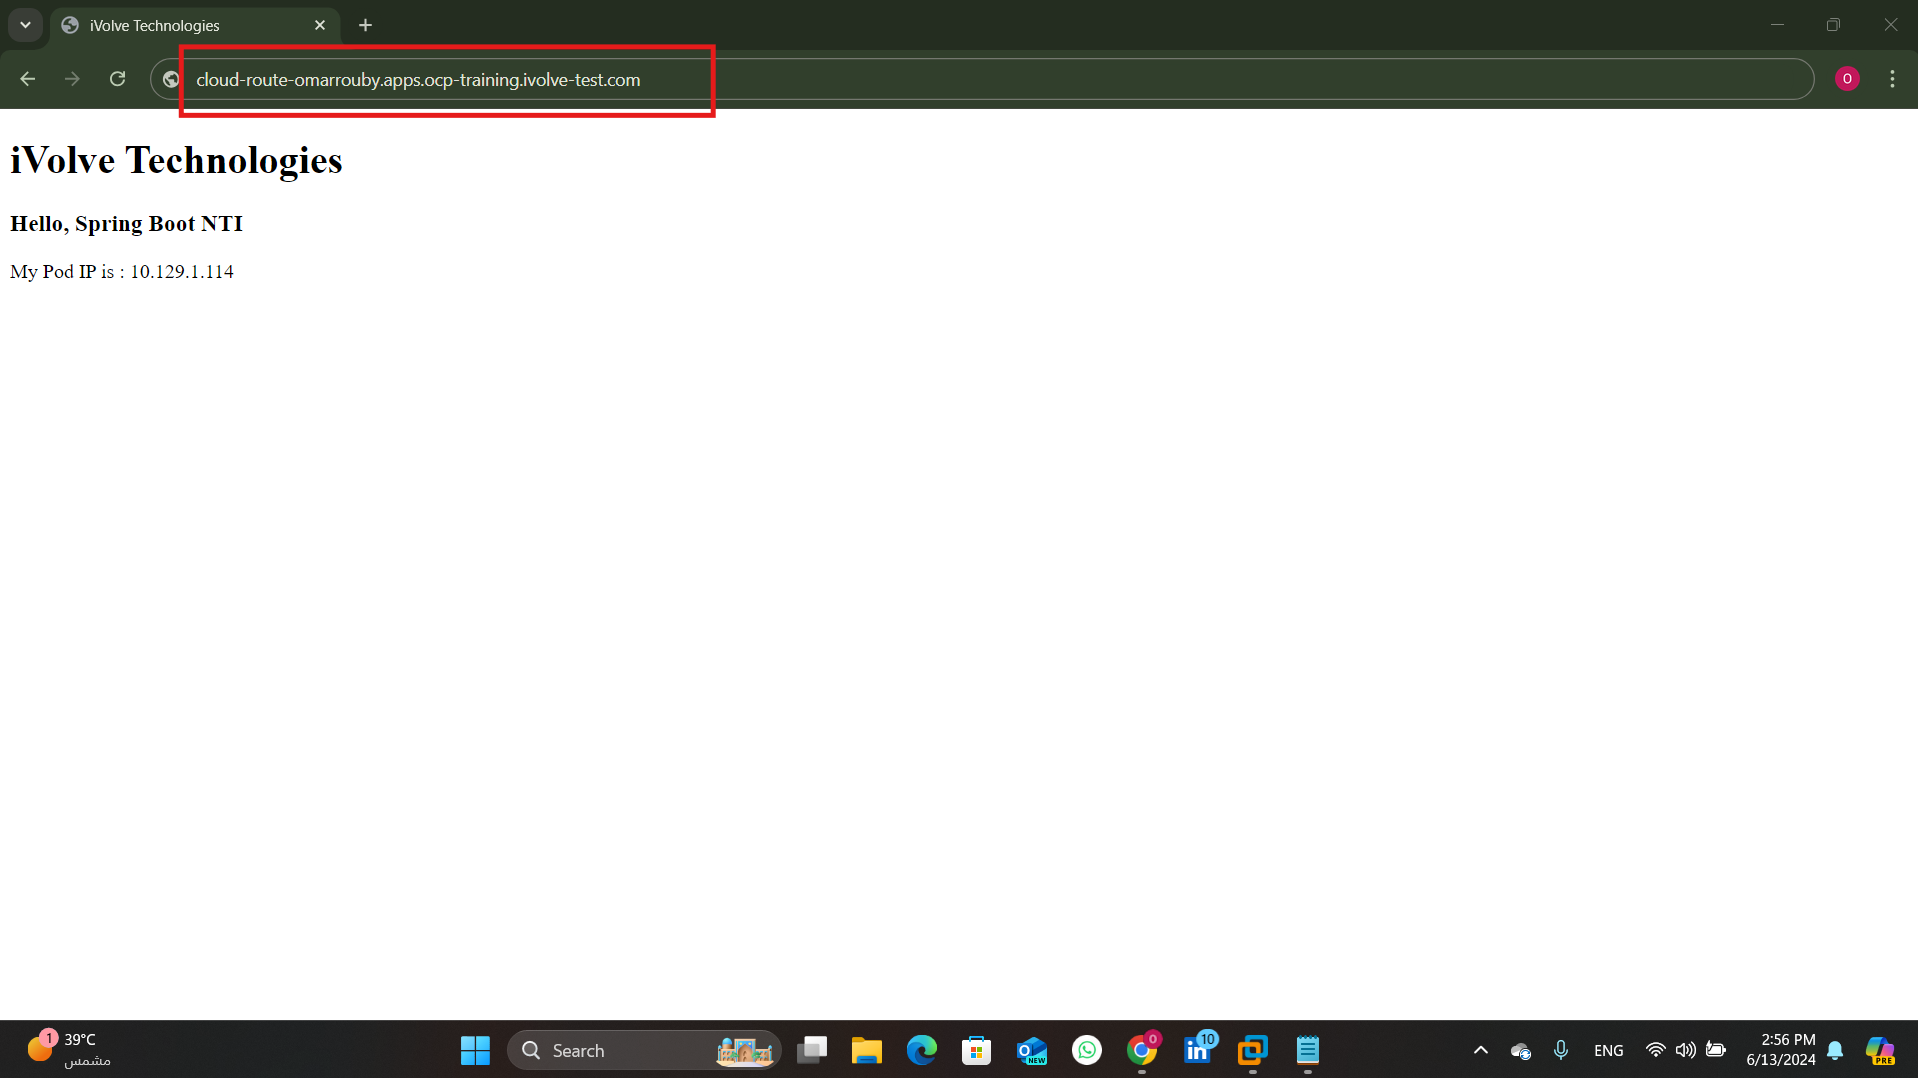 iVolve Technologies
cloud-route-omarrouby.apps.ocp-training.ivolve-test.com
O
iVolve Technologies
Hello, Spring Boot NTI
My Pod IP is : 10.129.1.114
1
39°C
مشمس
Search
NEW
0
10
ENG
2:56 PM
6/13/2024
PRE